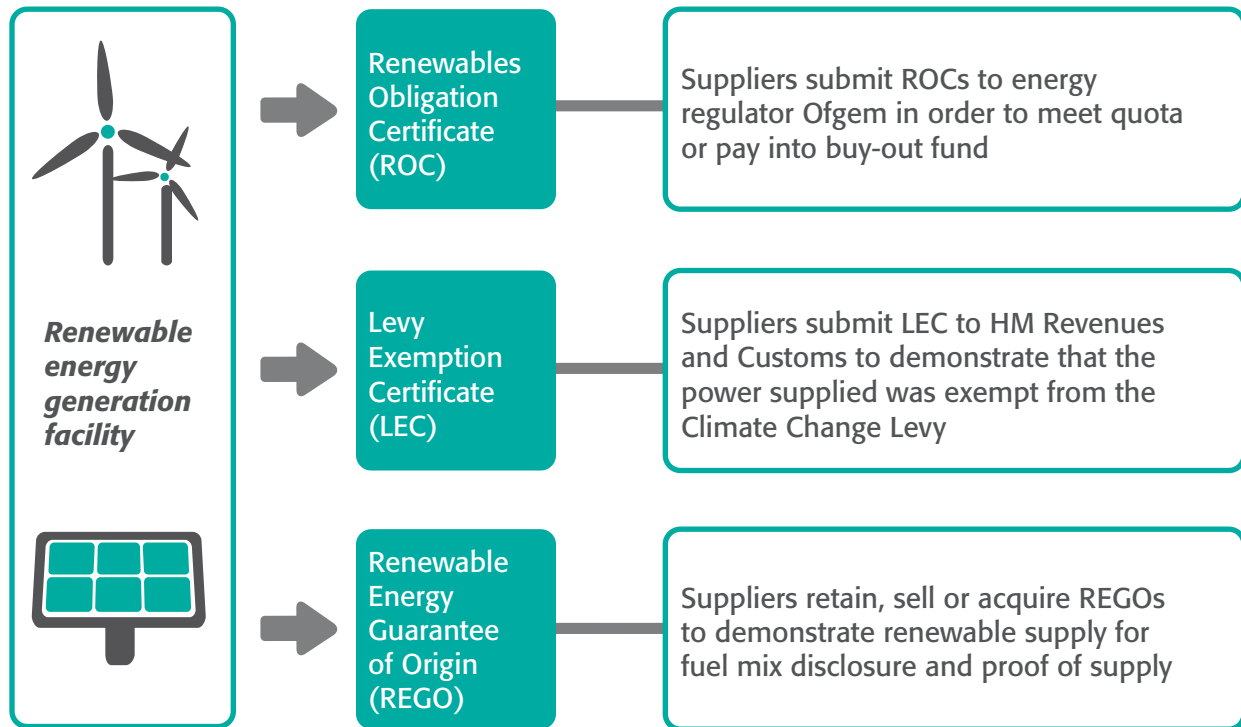 Renewable
energy
generation
facility
Renewables
Obligation
Certificate
(ROC)
Suppliers submit ROCs to energy
regulator Ofgem in order to meet quota
or pay into buy-out fund
Levy
Exemption
Certificate
(LEC)
Suppliers submit LEC to HM Revenues
and Customs to demonstrate that the
power supplied was exempt from the
Climate Change Levy
Renewable
Energy
Guarantee
of Origin
(REGO)
Suppliers retain, sell or acquire REGOs
to demonstrate renewable supply for
fuel mix disclosure and proof of supply